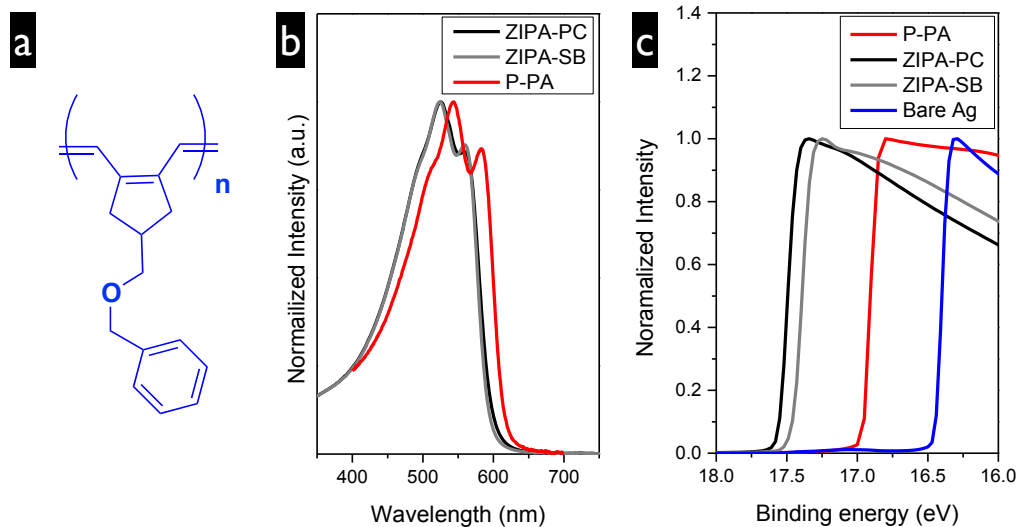 a
n
O
b
ZIPA-PC
ZIPA-SB
P-PA
Normailized Intensity (a.u.)
400 500 600 700
Wavelength (nm)
c
P-PA
ZIPA-PC
ZIPA-SB
Bare Ag
Noramalized Intensity
1.4
1.2
1.0
0.8
0.6
0.4
0.2
0.0
18.0 17.5 17.0 16.5 16.0
Binding energy (eV)